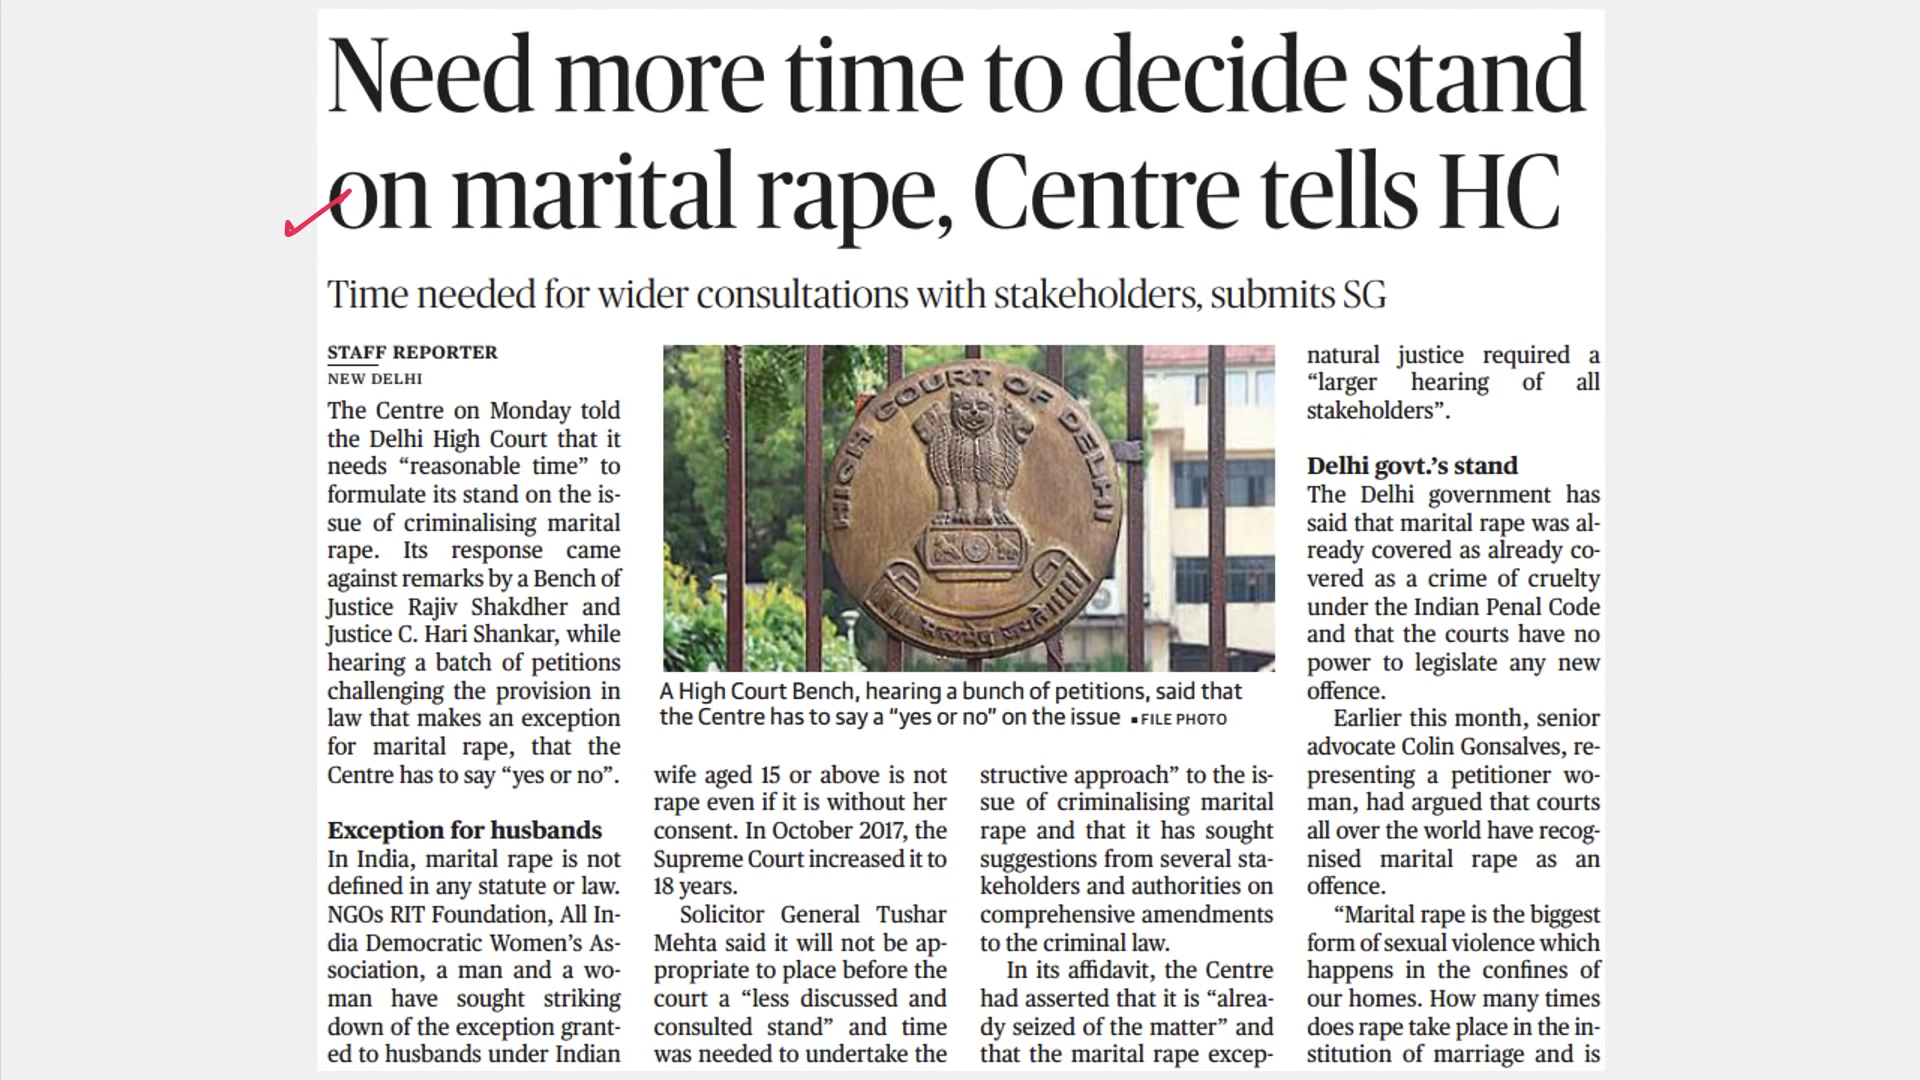 Need more time to decide stand
on marital rape, Centre tells HC
Time needed for wider consultations with stakeholders, submits SG
STAFF REPORTER
NEW DELHI
The Centre on Monday told
the Delhi High Court that it
needs “reasonable time” to
formulate its stand on the is-
sue of criminalising marital
rape. Its response came
against remarks by a Bench of
Justice Rajiv Shakdher and
Justice C. Hari Shankar, while
hearing a batch of petitions
challenging the provision in
law that makes an exception
for marital rape, that the
Centre has to say “yes or no”.
Exception for husbands
In India, marital rape is not
defined in any statute or law.
NGOs RIT Foundation, All In-
dia Democratic Women’s As-
sociation, a man and a wo-
man have sought striking
down of the exception grant-
ed to husbands under Indian
HIGH COURT OF DELHI
सत्यमेव जयते
A High Court Bench, hearing a bunch of petitions, said that
the Centre has to say a “yes or no” on the issue ▪ FILE PHOTO
wife aged 15 or above is not
rape even if it is without her
consent. In October 2017, the
Supreme Court increased it to
18 years.
Solicitor General Tushar
Mehta said it will not be ap-
propriate to place before the
court a “less discussed and
consulted stand” and time
was needed to undertake the
structive approach” to the is-
sue of criminalising marital
rape and that it has sought
suggestions from several sta-
keholders and authorities on
comprehensive amendments
to the criminal law.
In its affidavit, the Centre
had asserted that it is “alrea-
dy seized of the matter” and
that the marital rape excep-
natural justice required a
“larger hearing of all
stakeholders”.
Delhi govt.’s stand
The Delhi government has
said that marital rape was al-
ready covered as already co-
vered as a crime of cruelty
under the Indian Penal Code
and that the courts have no
power to legislate any new
offence.
Earlier this month, senior
advocate Colin Gonsalves, re-
presenting a petitioner wo-
man, had argued that courts
all over the world have recog-
nised marital rape as an
offence.
“Marital rape is the biggest
form of sexual violence which
happens in the confines of
our homes. How many times
does rape take place in the in-
stitution of marriage and is